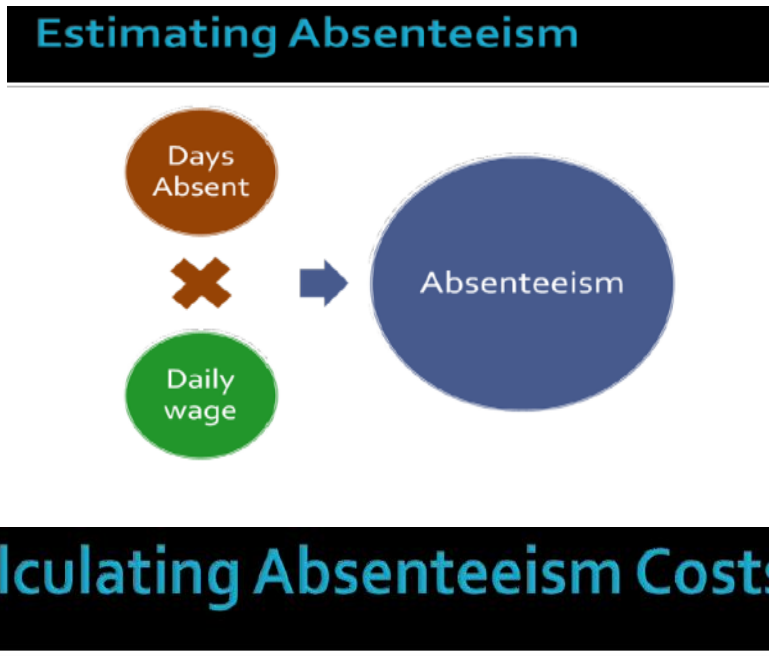 Estimating Absenteeism
Days
Absent
Absenteeism
Daily
wage
lculating Absenteeism Costs